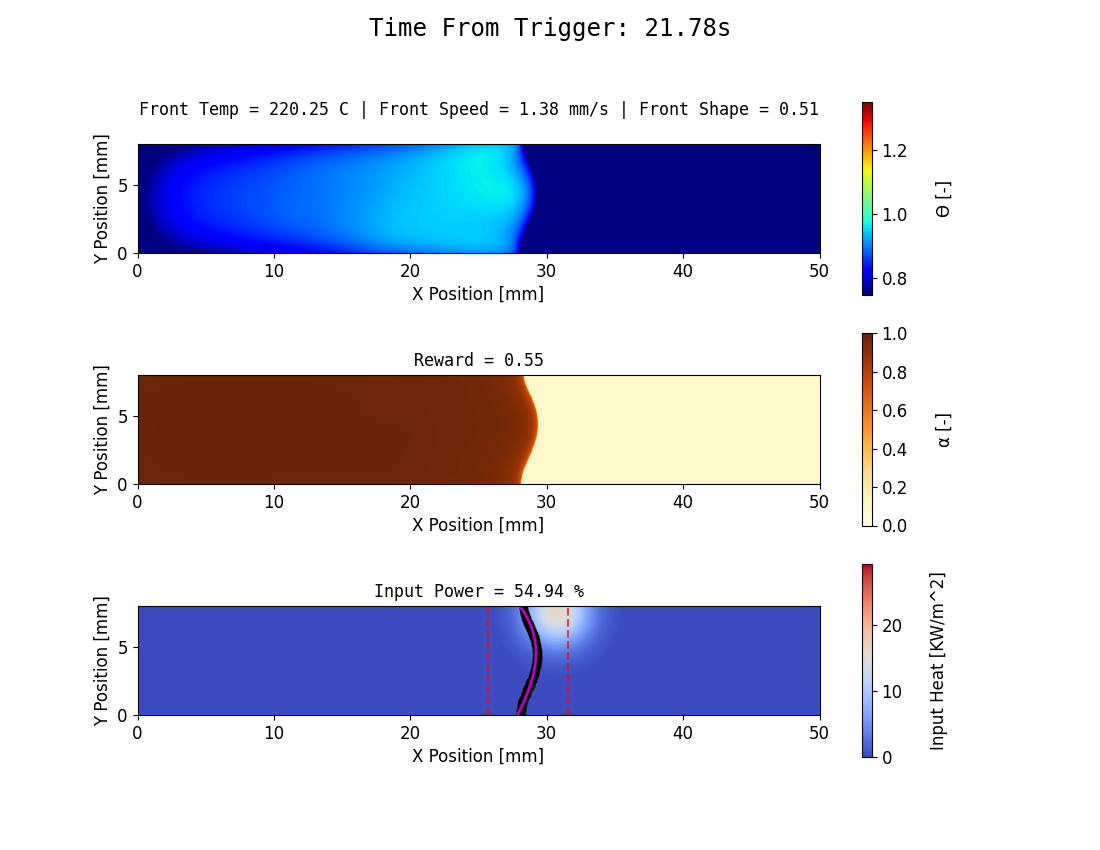 Time From Trigger: 21.78s
Front Temp = 220.25 C | Front Speed = 1.38 mm/s | Front Shape = 0.51
Y Position [mm]
5
0
0 10 20 30 40 50
X Position [mm]
1.2
1.0
0.8
Θ [-]
Reward = 0.55
Y Position [mm]
5
0
0 10 20 30 40 50
X Position [mm]
1.0
0.8
0.6
0.4
0.2
0.0
α [-]
Input Power = 54.94 %
Y Position [mm]
5
0
0 10 20 30 40 50
X Position [mm]
20
10
0
Input Heat [KW/m^2]